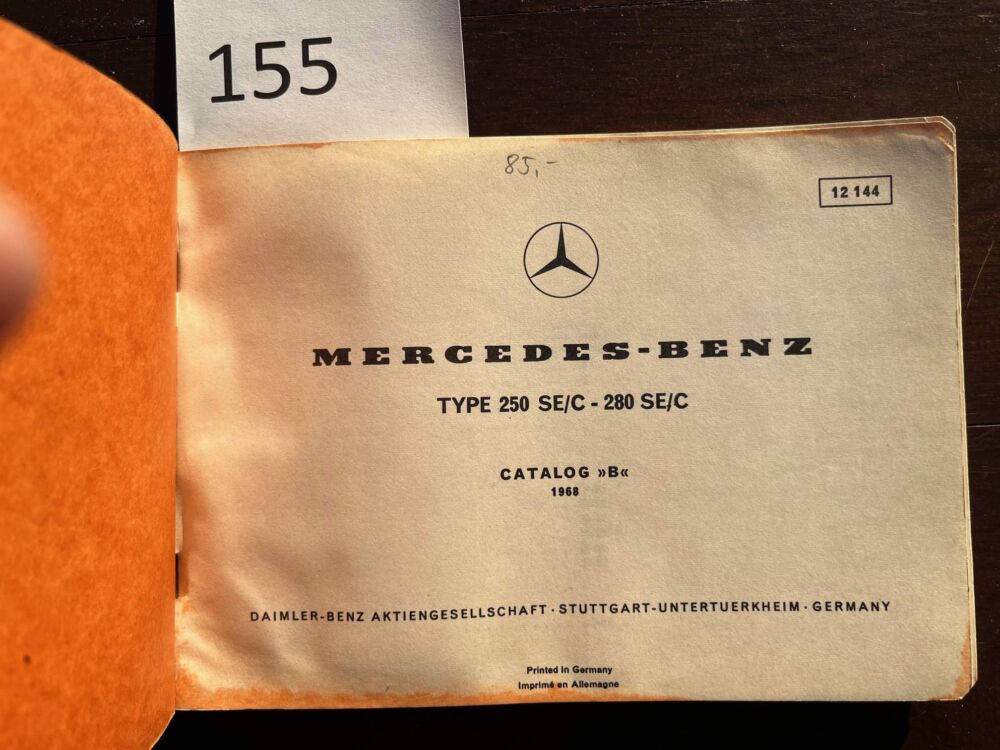 155
85,-
12 144
MERCEDES-BENZ
TYPE 250 SE/C - 280 SE/C
CATALOG »B«
1968
DAIMLER-BENZ AKTIENGESELLSCHAFT · STUTTGART-UNTERTUERKHEIM · GERMANY
Printed in Germany
Imprimé en Allemagne